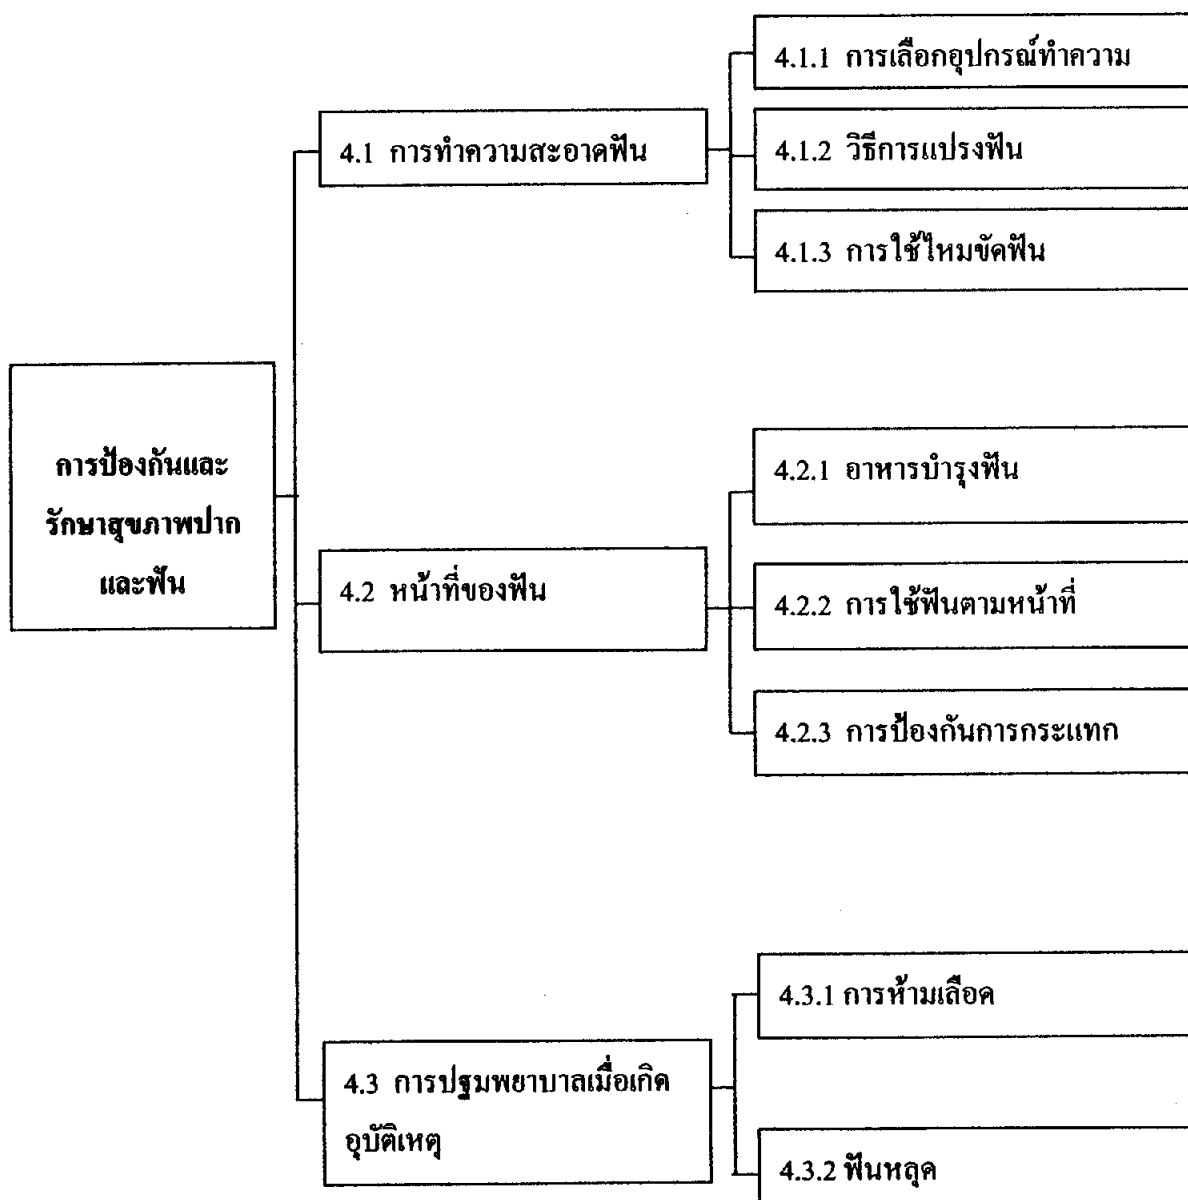 การป้องกันและ
รักษาสุขภาพปาก
และฟัน
4.1 การทำความสะอาดฟัน
4.1.1 การเลือกอุปกรณ์ทำความ
4.1.2 วิธีการแปรงฟัน
4.1.3 การใช้ไหมขัดฟัน
4.2 หน้าที่ของฟัน
4.2.1 อาหารบำรุงฟัน
4.2.2 การใช้ฟันตามหน้าที่
4.2.3 การป้องกันการกระแทก
4.3 การปฐมพยาบาลเมื่อเกิด
อุบัติเหตุ
4.3.1 การห้ามเลือด
4.3.2 ฟันหลุด